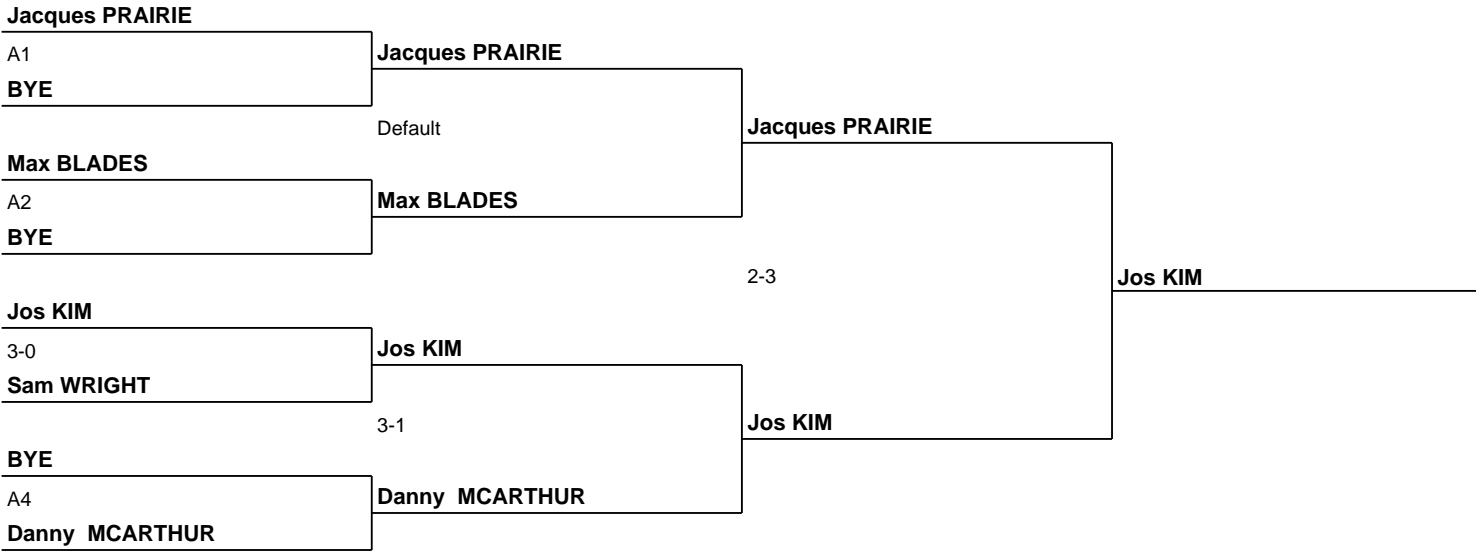 Jacques PRAIRIE
A1
BYE
Jacques PRAIRIE
Default
Max BLADES
A2
BYE
Max BLADES
Jacques PRAIRIE
2-3
Jos KIM
Jos KIM
3-0
Sam WRIGHT
Jos KIM
3-1
Jos KIM
BYE
A4
Danny  MCARTHUR
Danny  MCARTHUR